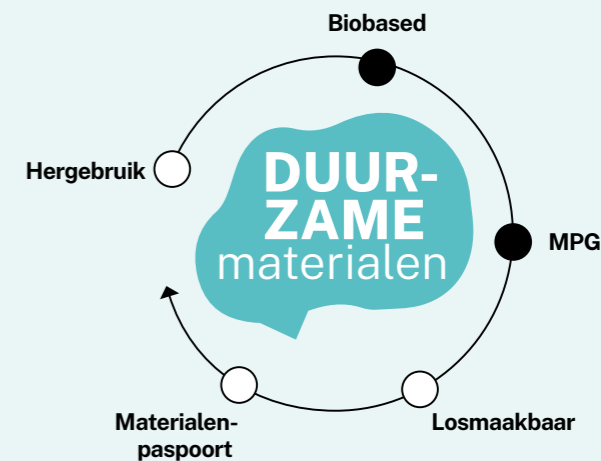 Biobased
Hergebruik
DUUR-
ZAME
materialen
MPG
Losmaakbaar
Materialen-
paspoort